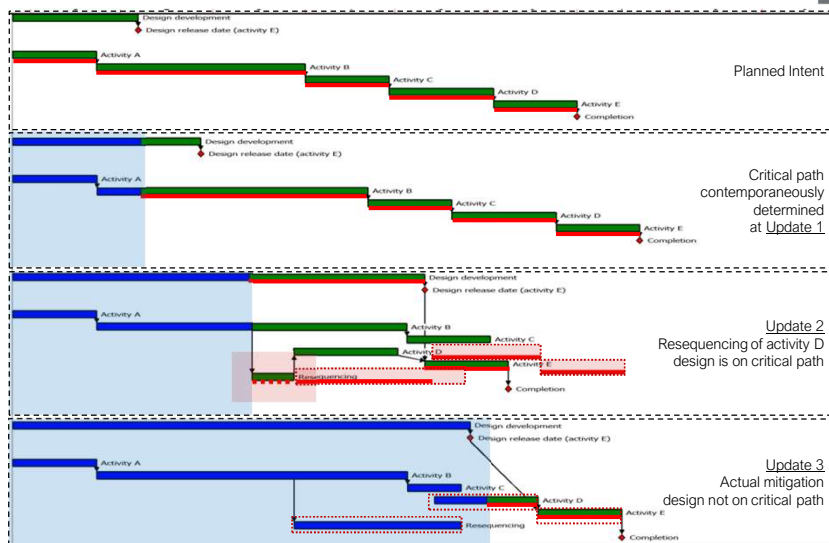 Design development
Design release date (activity E)
Activity A
Activity B
Activity C
Activity D
Activity E
Completion
Planned Intent
Design development
Design release date (activity E)
Activity A
Activity B
Activity C
Activity D
Activity E
Completion
Critical path
contemporaneously
determined
at Update 1
Design development
Design release date (activity E)
Activity A
Activity B
Activity C
Activity D
Activity E
Resequencing
Completion
Update 2
Resequencing of activity D
design is on critical path
Design development
Design release date (activity E)
Activity A
Activity B
Activity C
Activity D
Activity E
Resequencing
Completion
Update 3
Actual mitigation
design not on critical path